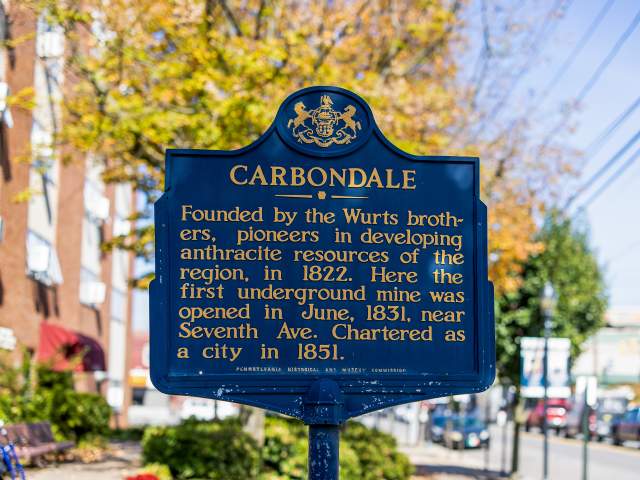 CARBONDALE
Founded by the Wurts broth-
ers, pioneers in developing
anthracite resources of the
region, in 1822. Here the
first underground mine was
opened in June, 1831, near
Seventh Ave. Chartered as
a city in 1851.
PENNSYLVANIA HISTORICAL AND MUSEUM COMMISSION